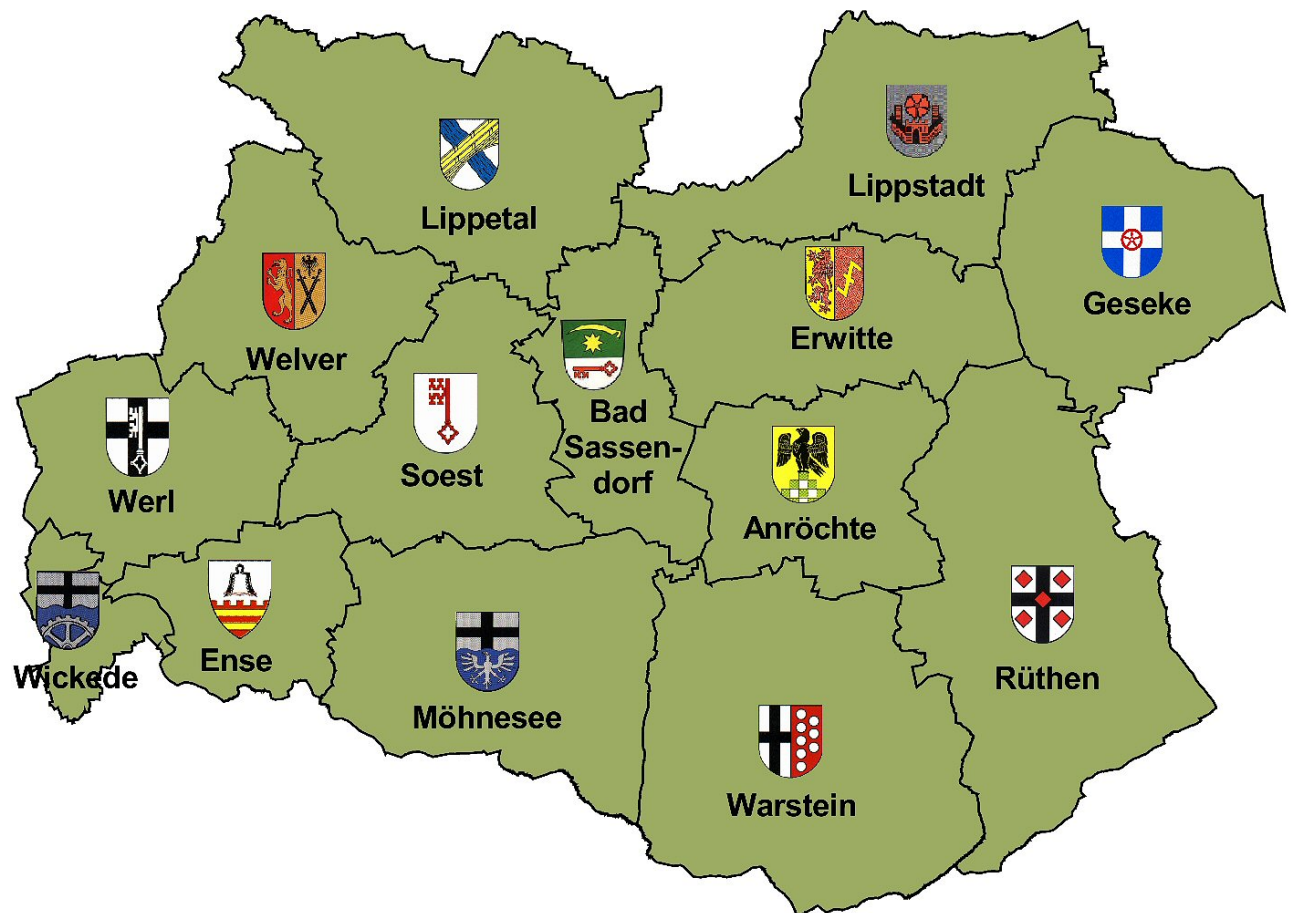 Lippetal
Lippstadt
Geseke
Welver
Erwitte
Werl
Soest
Bad
Sassen-
dorf
Anröchte
Wickede
Ense
Möhnesee
Rüthen
Warstein